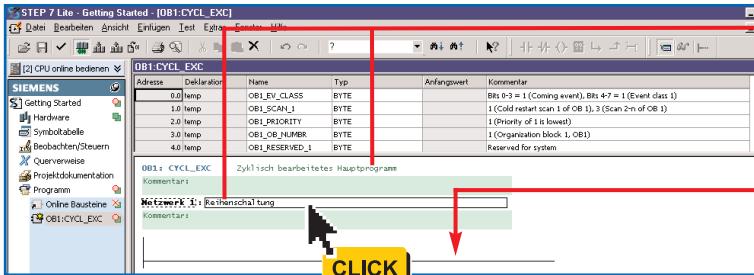 STEP 7 Lite - Getting Started - [OB1:CYCL_EXC]
Datei Bearbeiten Ansicht Einfügen Test Extras Fenster Hilfe
?
[2] CPU online bedienen
OB1:CYCL_EXC
SIEMENS
Getting Started
Hardware
Symboltabelle
Beobachten/Steuern
Querverweise
Projektdokumentation
Programm
Online Bausteine
OB1:CYCL_EXC
Adresse Deklaration Name Typ Anfangswert Kommentar
0.0 temp OB1_EV_CLASS BYTE Bits 0-3 = 1 (Coming event), Bits 4-7 = 1 (Event class 1)
1.0 temp OB1_SCAN_1 BYTE 1 (Cold restart scan 1 of OB 1), 3 (Scan 2-n of OB 1)
2.0 temp OB1_PRIORITY BYTE 1 (Priority of 1 is lowest)
3.0 temp OB1_OB_NUMBR BYTE 1 (Organization block 1, OB1)
4.0 temp OB1_RESERVED_1 BYTE Reserved for system
OB1: CYCL_EXC Zyklisch bearbeitetes Hauptprogramm
Kommentar:
Netzwerk 1: Reihenschaltung
Kommentar:
CLICK